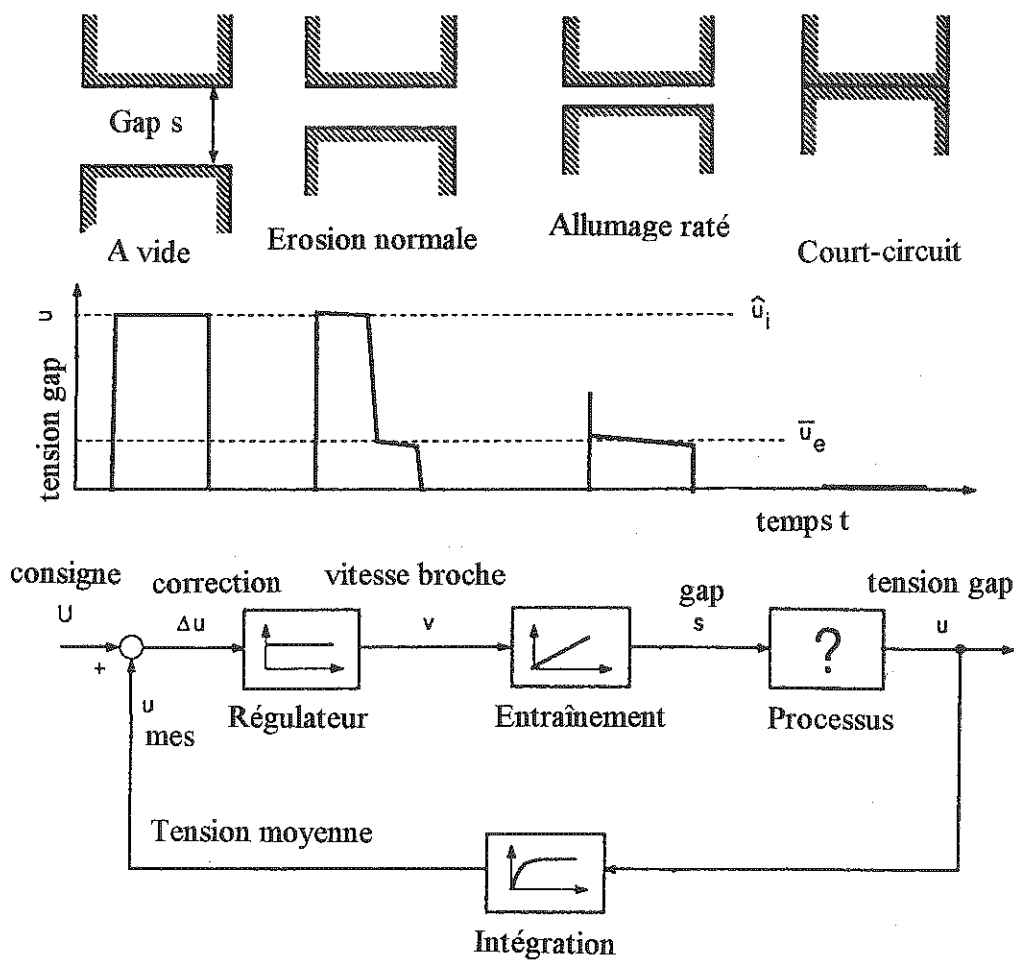 Gap s
A vide
Erosion normale
Allumage raté
Court-circuit
tension gap u
û_i
u̅_e
temps t
consigne
correction
vitesse broche
gap
tension gap
U
Δu
v
s
u
+
?
u
mes
Régulateur
Entraînement
Processus
Tension moyenne
Intégration